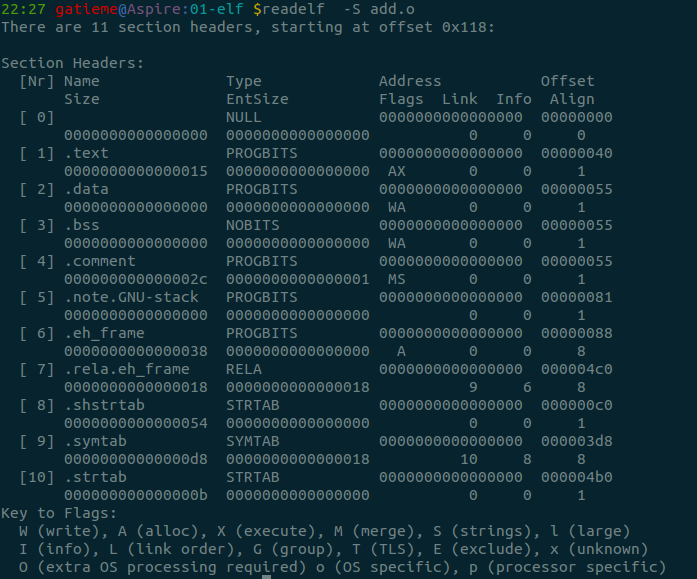 22:27 gatieme@Aspire:01-elf $readelf  -S add.o
There are 11 section headers, starting at offset 0x118:

Section Headers:
  [Nr] Name              Type             Address           Offset
       Size              EntSize          Flags  Link  Info  Align
  [ 0]                   NULL             0000000000000000  00000000
       0000000000000000  0000000000000000           0     0     0
  [ 1] .text             PROGBITS         0000000000000000  00000040
       0000000000000015  0000000000000000  AX       0     0     1
  [ 2] .data             PROGBITS         0000000000000000  00000055
       0000000000000000  0000000000000000  WA       0     0     1
  [ 3] .bss              NOBITS           0000000000000000  00000055
       0000000000000000  0000000000000000  WA       0     0     1
  [ 4] .comment          PROGBITS         0000000000000000  00000055
       000000000000002c  0000000000000001  MS       0     0     1
  [ 5] .note.GNU-stack   PROGBITS         0000000000000000  00000081
       0000000000000000  0000000000000000           0     0     1
  [ 6] .eh_frame         PROGBITS         0000000000000000  00000088
       0000000000000038  0000000000000000   A       0     0     8
  [ 7] .rela.eh_frame    RELA             0000000000000000  000004c0
       0000000000000018  0000000000000018           9     6     8
  [ 8] .shstrtab         STRTAB           0000000000000000  000000c0
       0000000000000054  0000000000000000           0     0     1
  [ 9] .symtab           SYMTAB           0000000000000000  000003d8
       00000000000000d8  0000000000000018          10     8     8
  [10] .strtab           STRTAB           0000000000000000  000004b0
       000000000000000b  0000000000000000           0     0     1
Key to Flags:
  W (write), A (alloc), X (execute), M (merge), S (strings), l (large)
  I (info), L (link order), G (group), T (TLS), E (exclude), x (unknown)
  O (extra OS processing required) o (OS specific), p (processor specific)